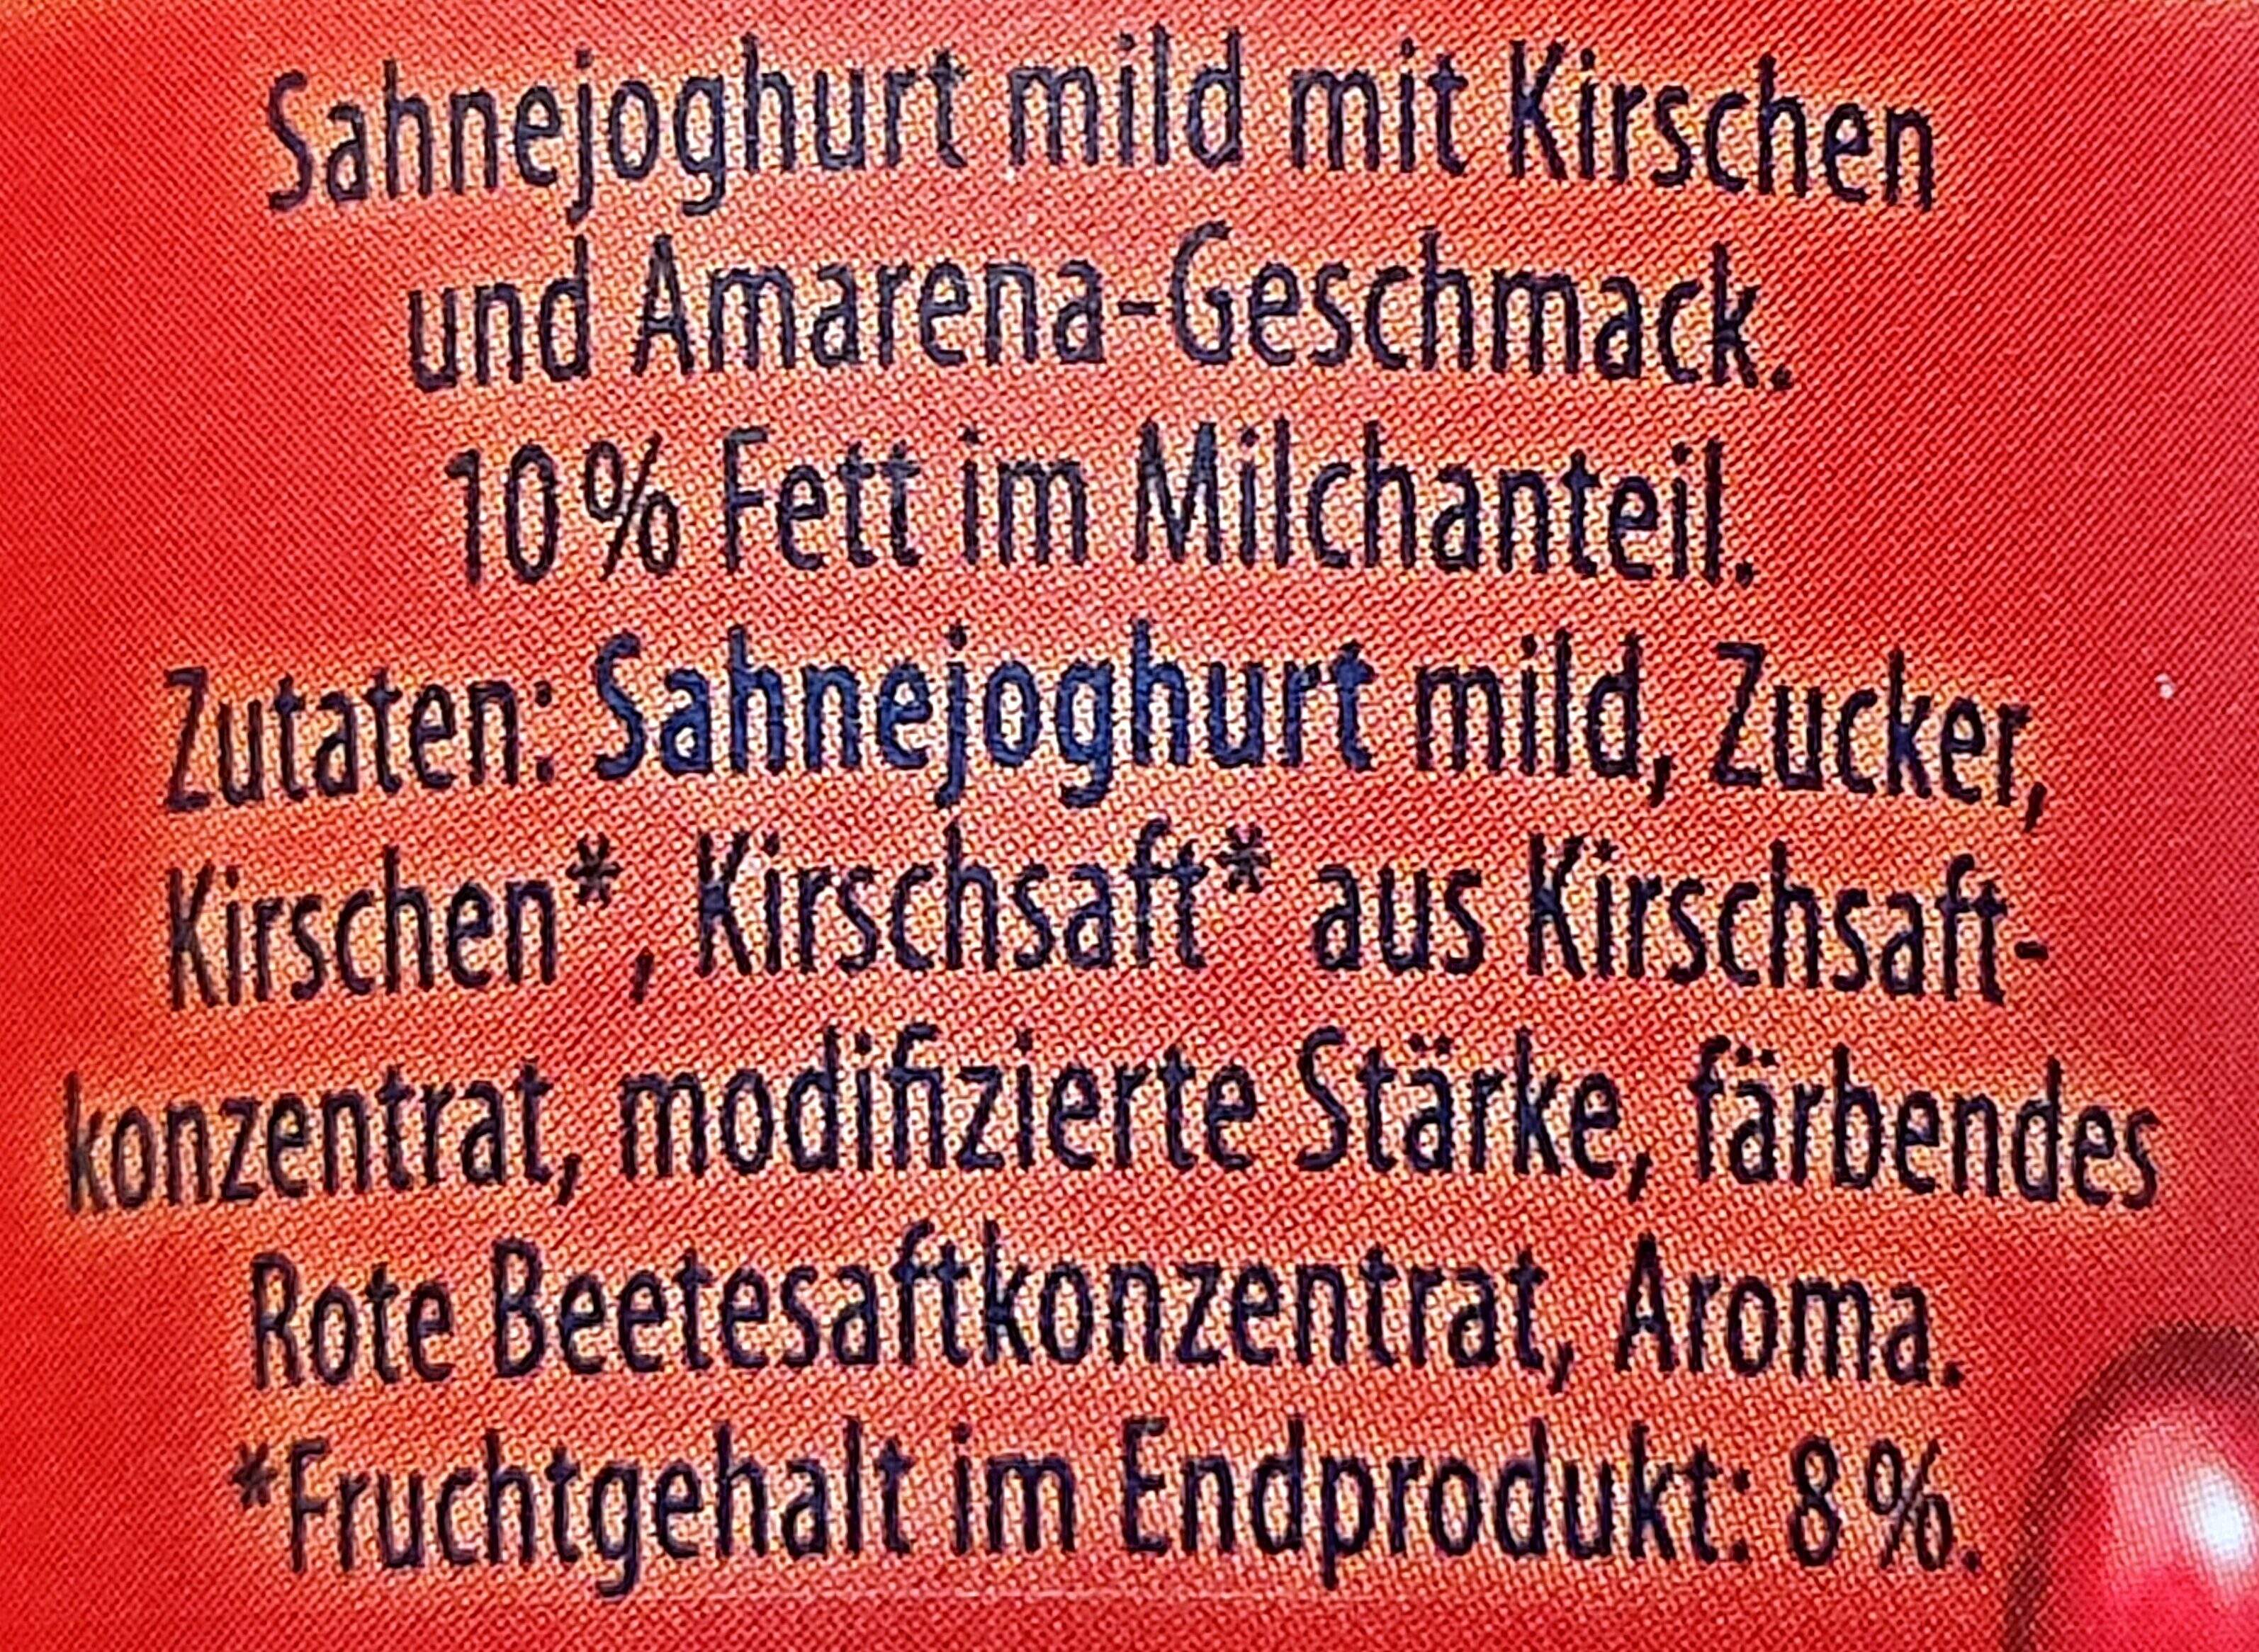 Sahnejoghurt mild mit Kirschen
und Amarena-Geschmack.
10% Fett im Milchanteil.
Zutaten: Sahnejoghurt mild, Zucker,
Kirschen*, Kirschsaft* aus Kirschsaft-
konzentrat, modifizierte Stärke, färbendes
Rote Beetesaftkonzentrat, Aroma.
*Fruchtgehalt im Endprodukt: 8%.